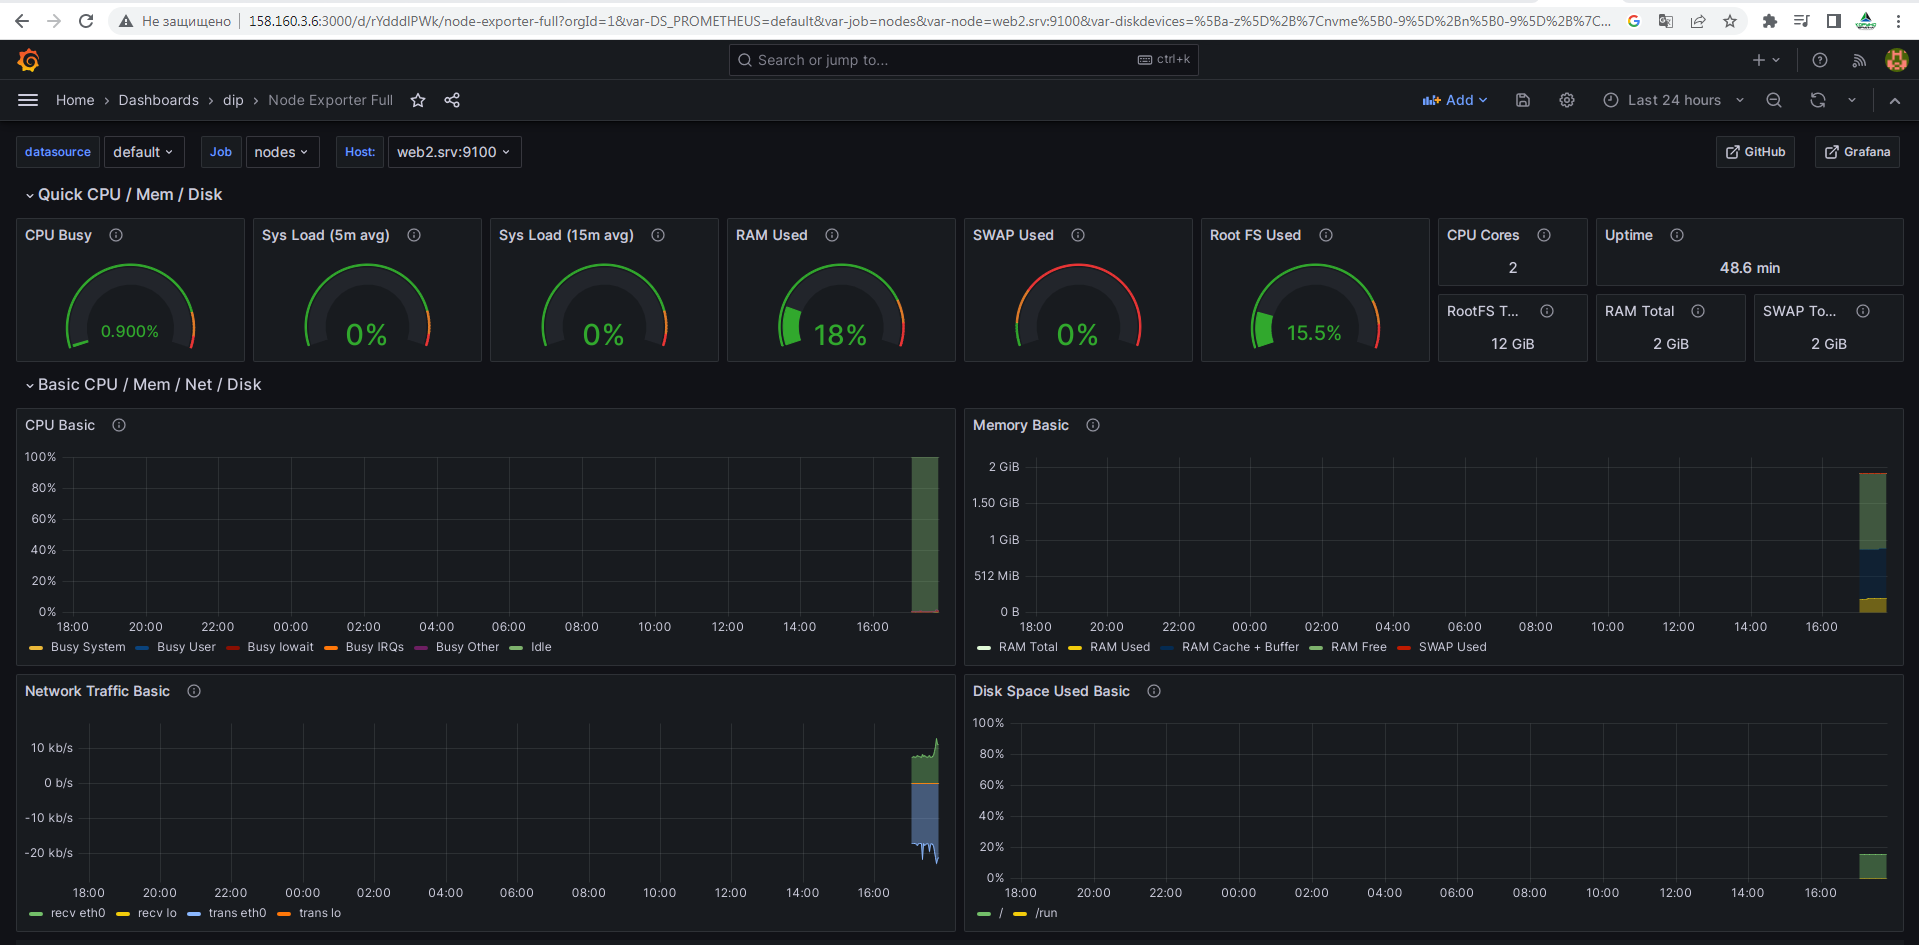 Не защищено 158.160.3.6:3000/d/rYdddlPWk/node-exporter-full?orgId=1&var-DS_PROMETHEUS=default&var-job=nodes&var-node=web2.srv:9100&var-diskdevices=%5Ba-z%5D%2B%7Cnvme%5B0-9%5D%2Bn%5B0-9%5D%2B%7C...
Search or jump to... ctrl+k
Home › Dashboards › dip › Node Exporter Full Add Last 24 hours
datasource default Job nodes Host: web2.srv:9100 GitHub Grafana
Quick CPU / Mem / Disk
CPU Busy Sys Load (5m avg) Sys Load (15m avg) RAM Used SWAP Used Root FS Used CPU Cores Uptime
2 48.6 min
RootFS T... RAM Total SWAP To...
0.900% 0% 0% 18% 0% 15.5% 12 GiB 2 GiB 2 GiB
Basic CPU / Mem / Net / Disk
CPU Basic
100%
80%
60%
40%
20%
0%
18:00 20:00 22:00 00:00 02:00 04:00 06:00 08:00 10:00 12:00 14:00 16:00
Busy System Busy User Busy Iowait Busy IRQs Busy Other Idle
Memory Basic
2 GiB
1.50 GiB
1 GiB
512 MiB
0 B
18:00 20:00 22:00 00:00 02:00 04:00 06:00 08:00 10:00 12:00 14:00 16:00
RAM Total RAM Used RAM Cache + Buffer RAM Free SWAP Used
Network Traffic Basic
10 kb/s
0 b/s
-10 kb/s
-20 kb/s
18:00 20:00 22:00 00:00 02:00 04:00 06:00 08:00 10:00 12:00 14:00 16:00
recv eth0 recv lo trans eth0 trans lo
Disk Space Used Basic
100%
80%
60%
40%
20%
0%
18:00 20:00 22:00 00:00 02:00 04:00 06:00 08:00 10:00 12:00 14:00 16:00
/ /run